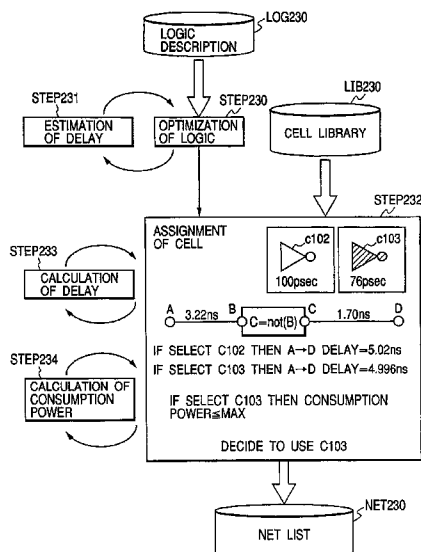 LOG230
LOGIC
DESCRIPTION
STEP231
ESTIMATION
OF DELAY
STEP230
OPTIMIZATION
OF LOGIC
LIB230
CELL LIBRARY
STEP232
ASSIGNMENT
OF CELL
c102
100psec
c103
76psec
STEP233
CALCULATION
OF DELAY
A 3.22ns B C=not(B) C 1.70ns D
IF SELECT C102 THEN A→D DELAY=5.02ns
IF SELECT C103 THEN A→D DELAY=4.996ns
STEP234
CALCULATION OF
CONSUMPTION
POWER
IF SELECT C103 THEN CONSUMPTION
POWER≦MAX
DECIDE TO USE C103
NET230
NET LIST